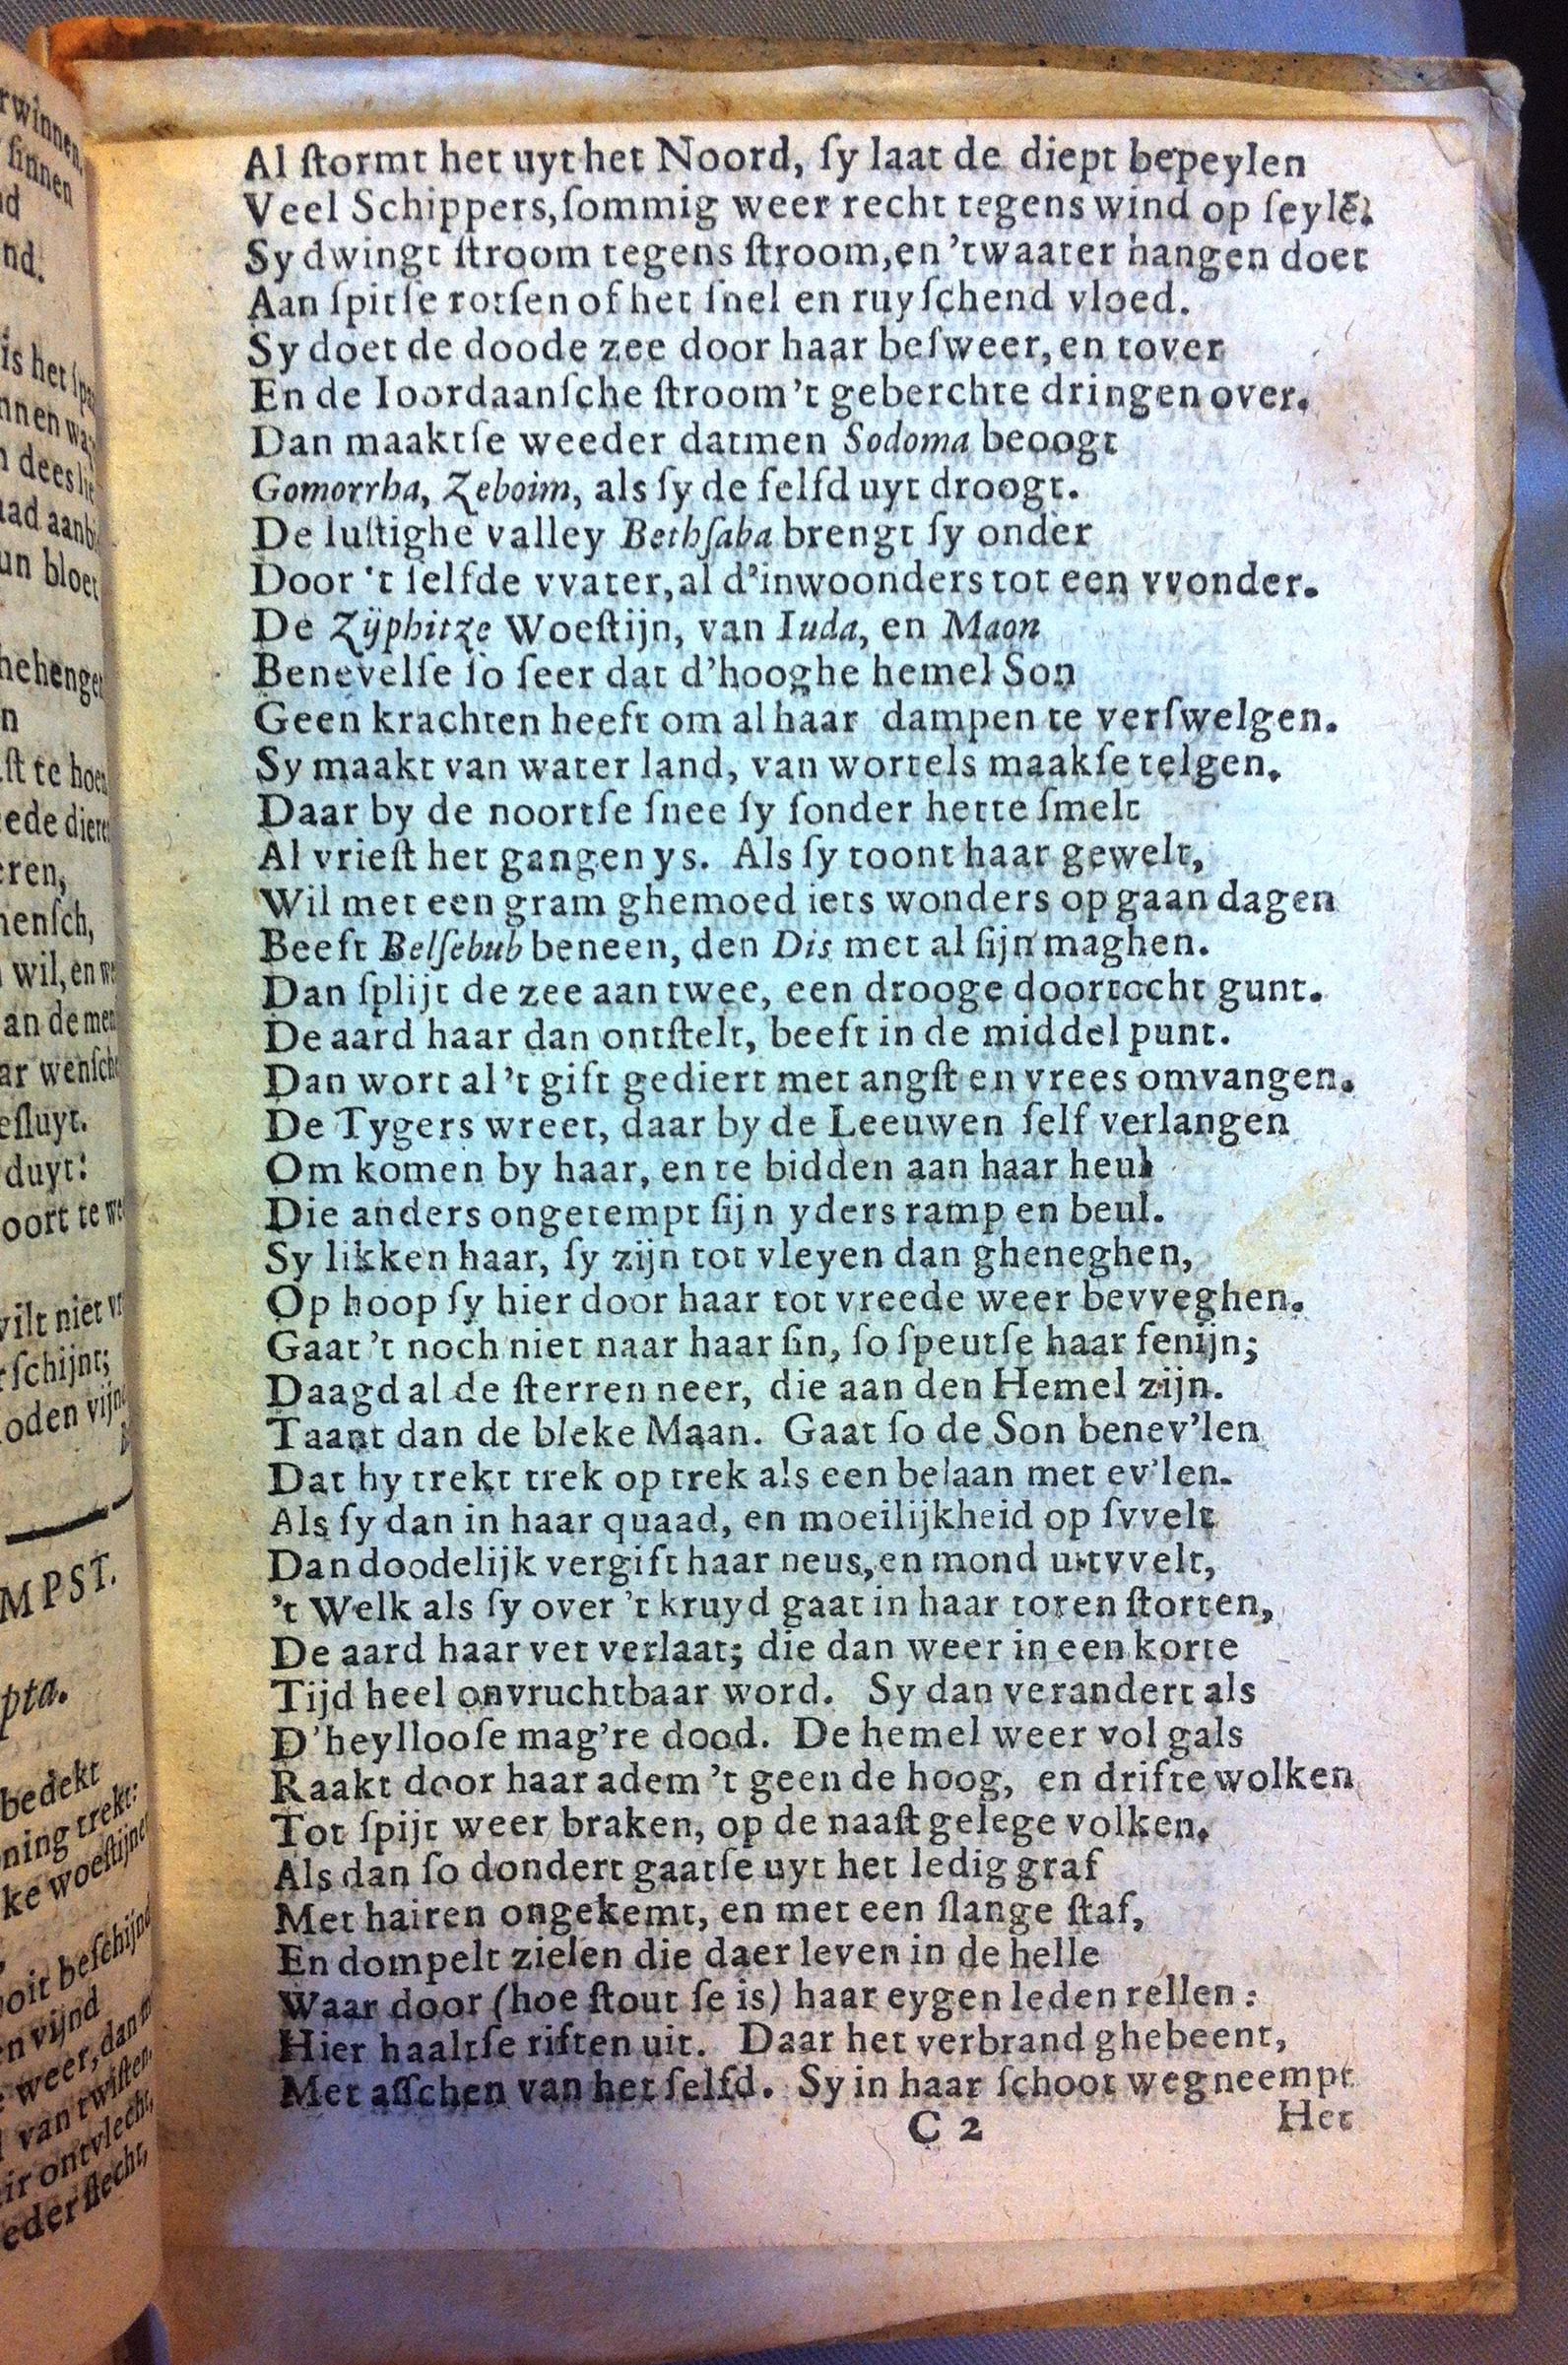 Al ſtormt het uyt het Noord, ſy laat de diept bepeylen
Veel Schippers, ſommig weer recht tegens wind op ſeylē.
Sy dwingt ſtroom tegens ſtroom, en 'twaater hangen doet
Aan ſpitſe rotſen of het ſnel en ruyſchend vloed.
Sy doet de doode zee door haar beſweer, en tover
En de Ioordaanſche ſtroom 't geberchte dringen over.
Dan maaktſe weeder datmen Sodoma beoogt
Gomorrha, Zeboim, als ſy de ſelfd uyt droogt.
De luſtighe valley Bethſaba brengt ſy onder
Door 't ſelfde vvater, al d'inwoonders tot een vvonder.
De Zijphitze Woeſtijn, van Iuda, en Maon
Benevelſe ſo ſeer dat d'hooghe hemel Son
Geen krachten heeft om al haar dampen te verſwelgen.
Sy maakt van water land, van wortels maakſe telgen.
Daar by de noortſe ſnee ſy ſonder hette ſmelt
Al vrieſt het gangen ys. Als ſy toont haar gewelt,
Wil met een gram ghemoed iets wonders op gaan dagen
Beeft Belſebub beneen, den Dis met al ſijn maghen.
Dan ſplijt de zee aan twee, een drooge doortocht gunt.
De aard haar dan ontſtelt, beeft in de middel punt.
Dan wort al 't gift gediert met angſt en vrees omvangen.
De Tygers wreet, daar by de Leeuwen ſelf verlangen
Om komen by haar, en te bidden aan haar heul
Die anders ongetempt ſijn yders ramp en beul.
Sy likken haar, ſy zijn tot vleyen dan gheneghen,
Op hoop ſy hier door haar tot vreede weer bevveghen.
Gaat 't noch niet naar haar ſin, ſo ſpeutſe haar fenijn;
Daagd al de ſterren neer, die aan den Hemel zijn.
Taant dan de bleke Maan. Gaat ſo de Son benev'len
Dat hy trekt trek op trek als een belaan met ev'len.
Als ſy dan in haar quaad, en moeilijkheid op ſvvelt
Dan doodelijk vergift haar neus, en mond uitvvelt,
't Welk als ſy over 't kruyd gaat in haar toren ſtorten,
De aard haar vet verlaat; die dan weer in een korte
Tijd heel onvruchtbaar word. Sy dan verandert als
D'heyllooſe mag're dood. De hemel weer vol gals
Raakt door haar adem 't geen de hoog, en drifte wolken
Tot ſpijt weer braken, op de naaſt gelege volken.
Als dan ſo dondert gaatſe uyt het ledig graf
Met hairen ongekemt, en met een ſlange ſtaf,
En dompelt zielen die daer leven in de helle
Waar door (hoe ſtout ſe is) haar eygen leden rellen:
Hier haaltſe riften uit. Daar het verbrand ghebeent,
Met aſſchen van het ſelfd. Sy in haar ſchoot wegneempt
C 2 Het